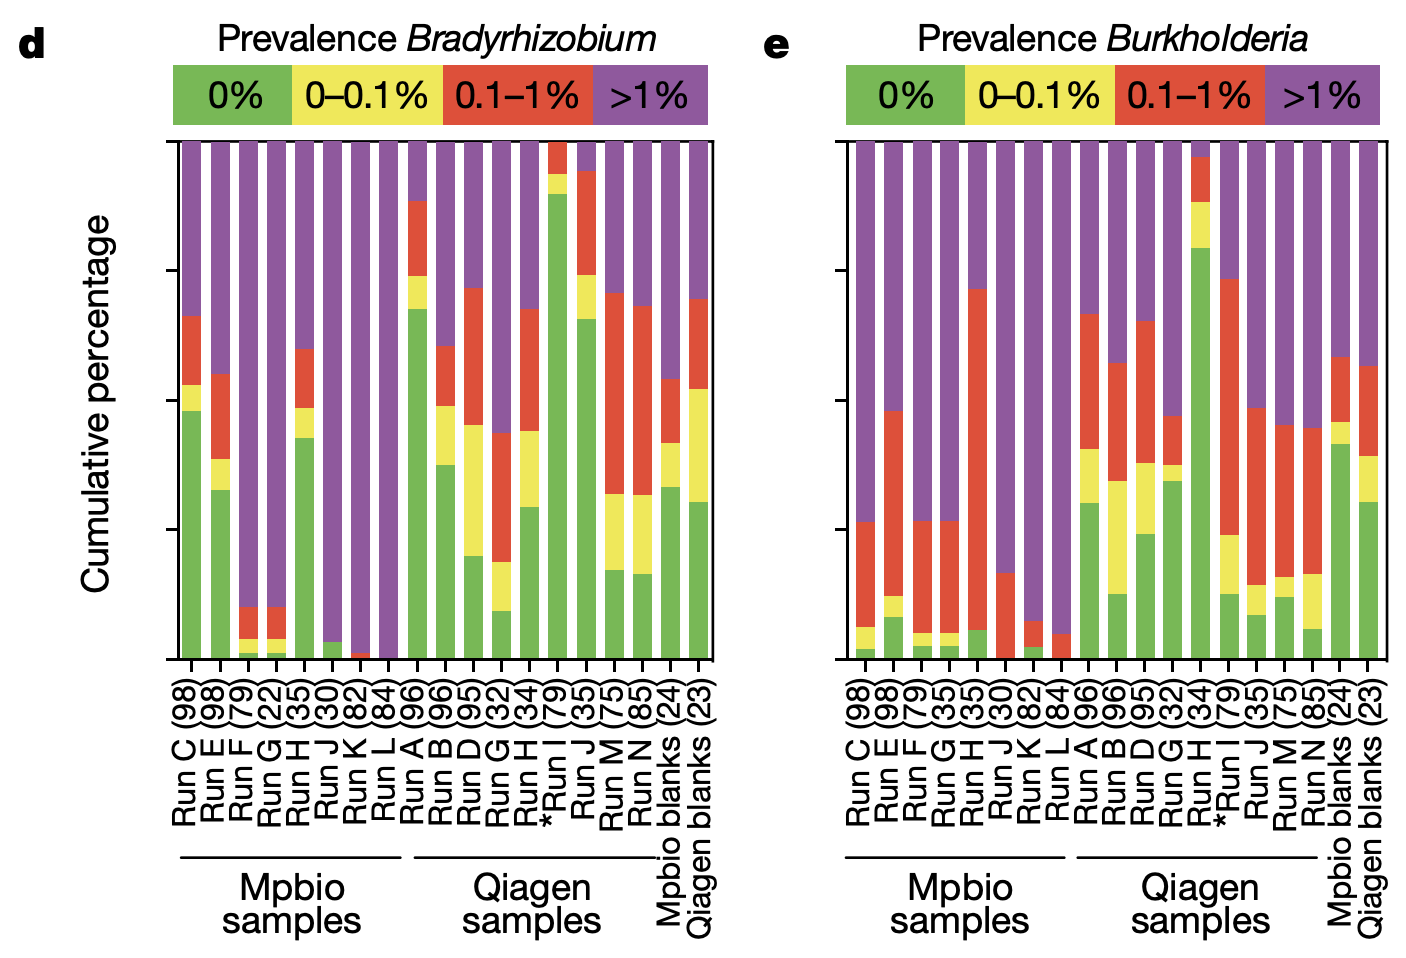 d
Prevalence Bradyrhizobium
0%
0–0.1%
0.1–1%
>1%
Cumulative percentage
Run C (98)
Run E (98)
Run F (79)
Run G (22)
Run H (35)
Run J (30)
Run K (82)
Run L (84)
Run A (96)
Run B (96)
Run D (95)
Run G (32)
Run H (34)
*Run I (79)
Run J (35)
Run M (75)
Run N (85)
Mpbio blanks (24)
Qiagen blanks (23)
Mpbio
samples
Qiagen
samples
e
Prevalence Burkholderia
0%
0–0.1%
0.1–1%
>1%
Run C (98)
Run E (98)
Run F (79)
Run G (35)
Run H (35)
Run J (30)
Run K (82)
Run L (84)
Run A (96)
Run B (96)
Run D (95)
Run G (32)
Run H (34)
*Run I (79)
Run J (35)
Run M (75)
Run N (85)
Mpbio blanks (24)
Qiagen blanks (23)
Mpbio
samples
Qiagen
samples